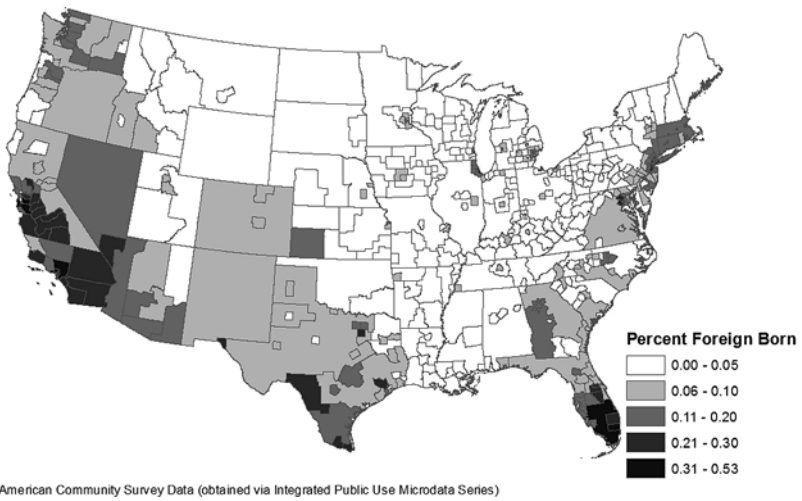 Percent Foreign Born
0.00 - 0.05
0.06 - 0.10
0.11 - 0.20
0.21 - 0.30
0.31 - 0.53
American Community Survey Data (obtained via Integrated Public Use Microdata Series)